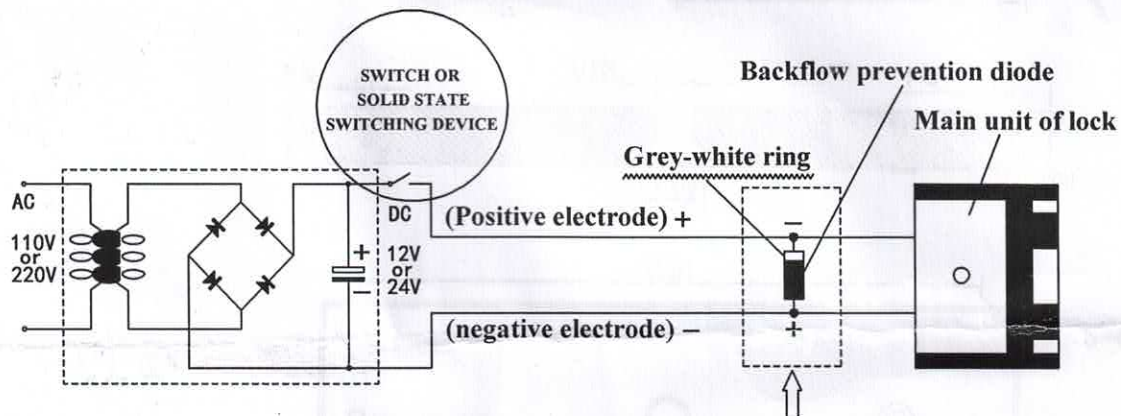 SWITCH OR
SOLID STATE
SWITCHING DEVICE
Backflow prevention diode
Main unit of lock
Grey-white ring
AC
110V
or
220V
DC
+
12V
or
24V
−
(Positive electrode) +
−
(negative electrode) −
+